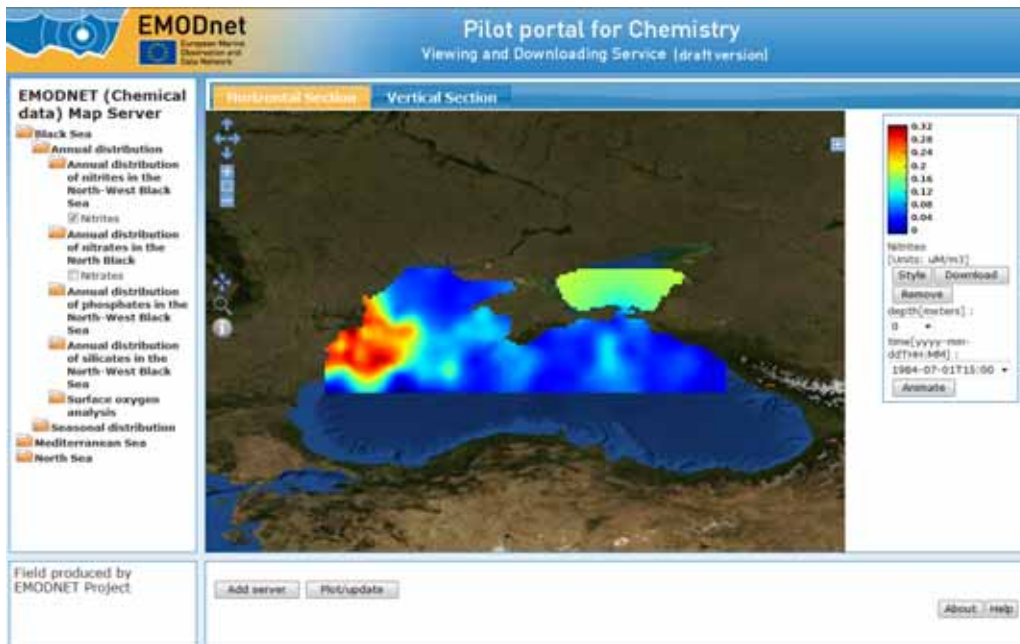 EMODnet
European Marine
Observation and
Data Network
Pilot portal for Chemistry
Viewing and Downloading Service (draft version)
EMODNET (Chemical
data) Map Server
Black Sea
Annual distribution
Annual distribution
of nitrites in the
North-West Black
Sea
Nitrites
Annual distribution
of nitrates in the
North Black
Nitrates
Annual distribution
of phosphates in the
North-West Black
Sea
Annual distribution
of silicates in the
North-West Black
Sea
Surface oxygen
analysis
Seasonal distribution
Mediterranean Sea
North Sea
Horizontal Section
Vertical Section
0.32
0.28
0.24
0.2
0.16
0.12
0.08
0.04
0
Nitrites
[Units: uM/m3]
Style Download
Remove
depth[meters] :
0
time[yyyy-mm-
ddTHH:MM] :
1984-07-01T15:00
Animate
Field produced by
EMODNET Project
Add server Plot/update
About Help